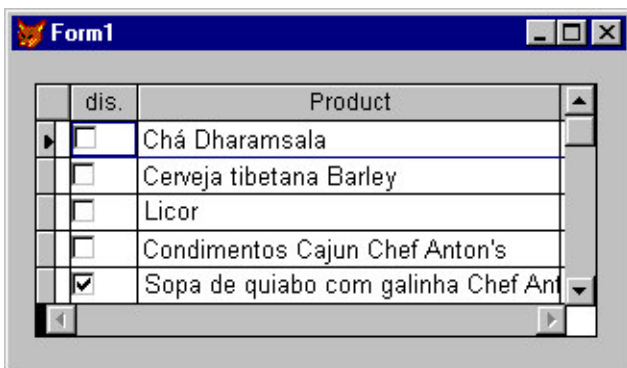 Form1
dis. Product
Chá Dharamsala
Cerveja tibetana Barley
Licor
Condimentos Cajun Chef Anton's
Sopa de quiabo com galinha Chef Ant